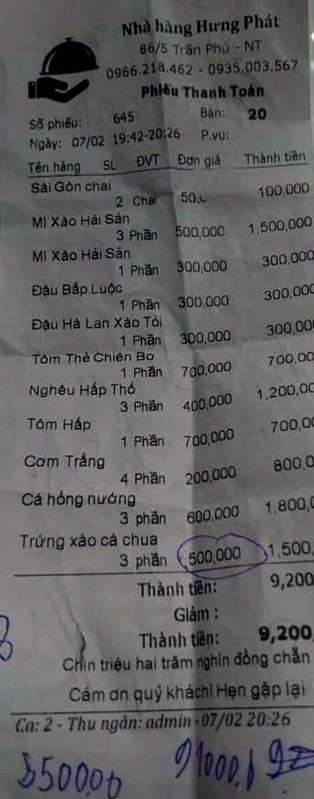 Nhà hàng Hưng Phát
86/5 Trần Phú - NT
0966.218.462 - 0935.003.567
Phiếu Thanh Toán
Số phiếu: 645 Bàn: 20
Ngày: 07/02 19:42-20:26 P.vụ:
Tên hàng SL ĐVT Đơn giá Thành tiền
Sài Gòn chai
2 Chai 50,0 100,000
Mì Xào Hải Sản
3 Phần 500,000 1,500,000
Mì Xào Hải Sản
1 Phần 300,000 300,000
Đậu Bắp Luộc
1 Phần 300,000 300,000
Đậu Hà Lan Xào Tỏi
1 Phần 300,000 300,00
Tôm Thẻ Chiên Bơ
1 Phần 700,000 700,00
Nghêu Hấp Thố
3 Phần 400,000 1,200,00
Tôm Hấp
1 Phần 700,000 700,0
Cơm Trắng
4 Phần 200,000 800,0
Cá hồng nướng
3 phần 600,000 1,800,
Trứng xào cà chua
3 phần 500,000 1,500,
Thành tiền: 9,200
Giảm :
Thành tiền: 9,200,
Chín triệu hai trăm nghìn đồng chẵn
Cám ơn quý khách! Hẹn gặp lại
Ca: 2 - Thu ngân: admin - 07/02 20:26